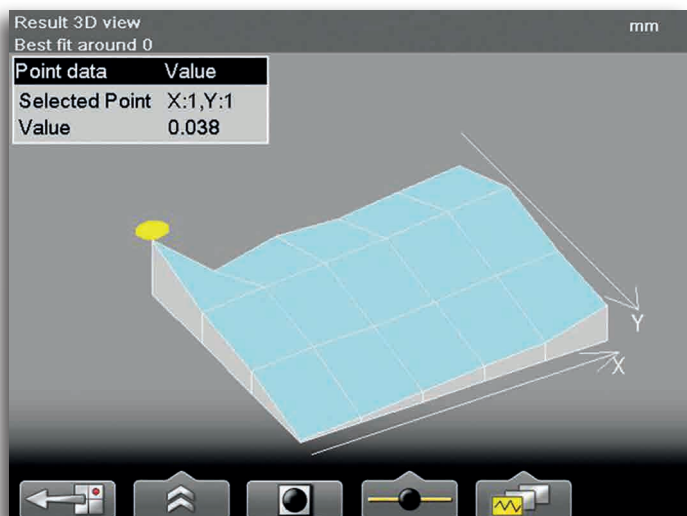 Result 3D view
mm
Best fit around 0
Point data Value
Selected Point X:1,Y:1
Value 0.038
Y
X